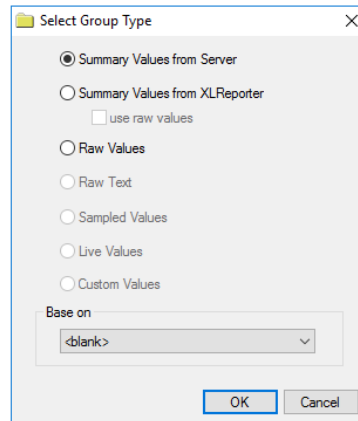 Select Group Type
Summary Values from Server
Summary Values from XLReporter
use raw values
Raw Values
Raw Text
Sampled Values
Live Values
Custom Values
Base on
<blank>
OK Cancel